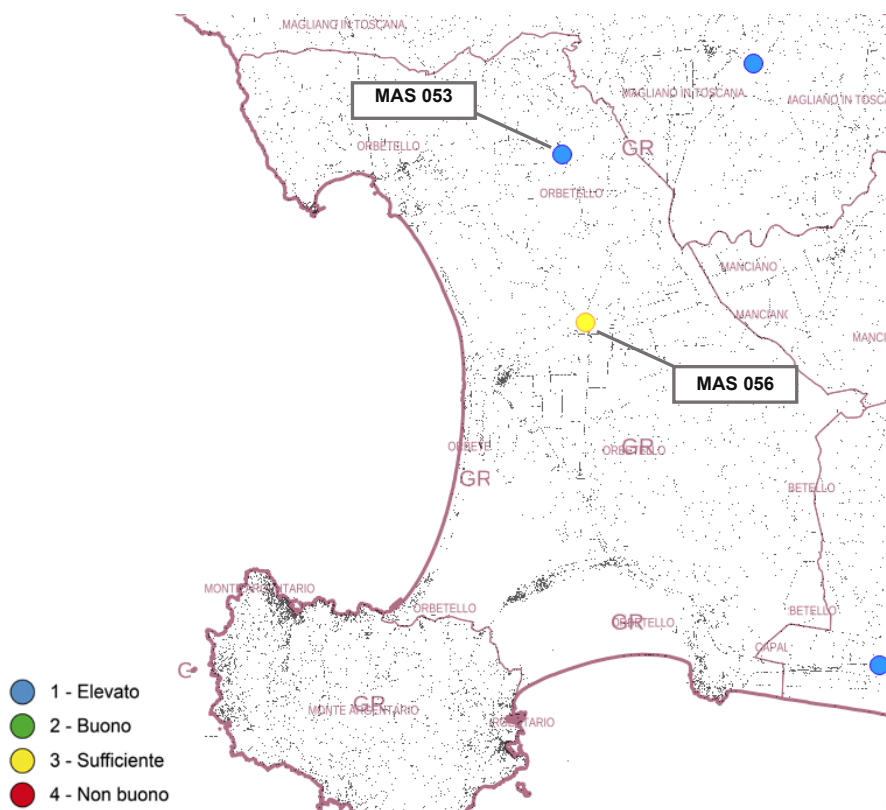 MAGLIANO IN TOSCANA
MAS 053
MAGLIANO IN TOSCANA
MAGLIANO IN TOSCA
ORBETELLO
GR
ORBETELLO
MANCIANO
MANCIANO
MANCI
MAS 056
ORBETE
GR
ORBETELLO
GR
BETELLO
MONTE ARGENTARIO
ORBETELLO
GR
ORBETELLO
BETELLO
CAPAL
C
GR
MONTE ARGENTARIO
1 - Elevato
2 - Buono
3 - Sufficiente
4 - Non buono